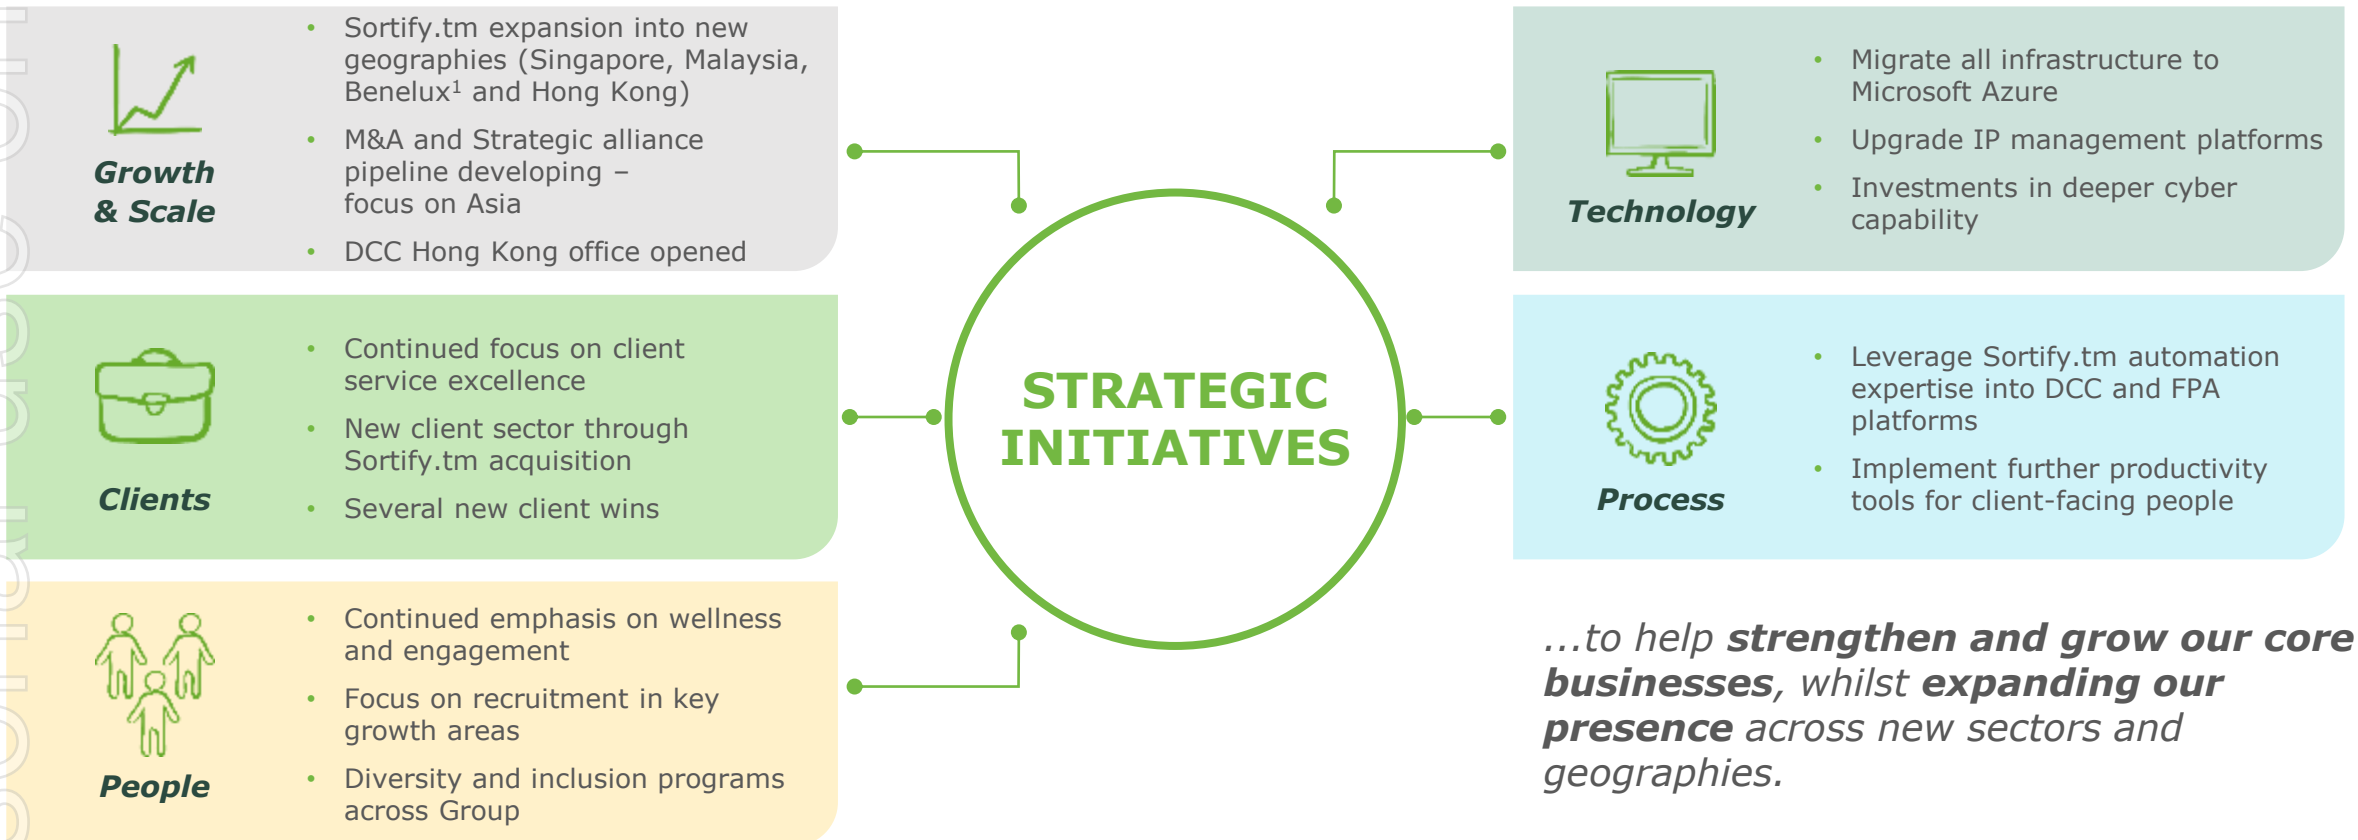 Growth
& Scale
• Sortify.tm expansion into new
geographies (Singapore, Malaysia,
Benelux¹ and Hong Kong)
• M&A and Strategic alliance
pipeline developing –
focus on Asia
• DCC Hong Kong office opened
Clients
• Continued focus on client
service excellence
• New client sector through
Sortify.tm acquisition
• Several new client wins
People
• Continued emphasis on wellness
and engagement
• Focus on recruitment in key
growth areas
• Diversity and inclusion programs
across Group
STRATEGIC
INITIATIVES
Technology
• Migrate all infrastructure to
Microsoft Azure
• Upgrade IP management platforms
• Investments in deeper cyber
capability
Process
• Leverage Sortify.tm automation
expertise into DCC and FPA
platforms
• Implement further productivity
tools for client-facing people
...to help strengthen and grow our core
businesses, whilst expanding our
presence across new sectors and
geographies.